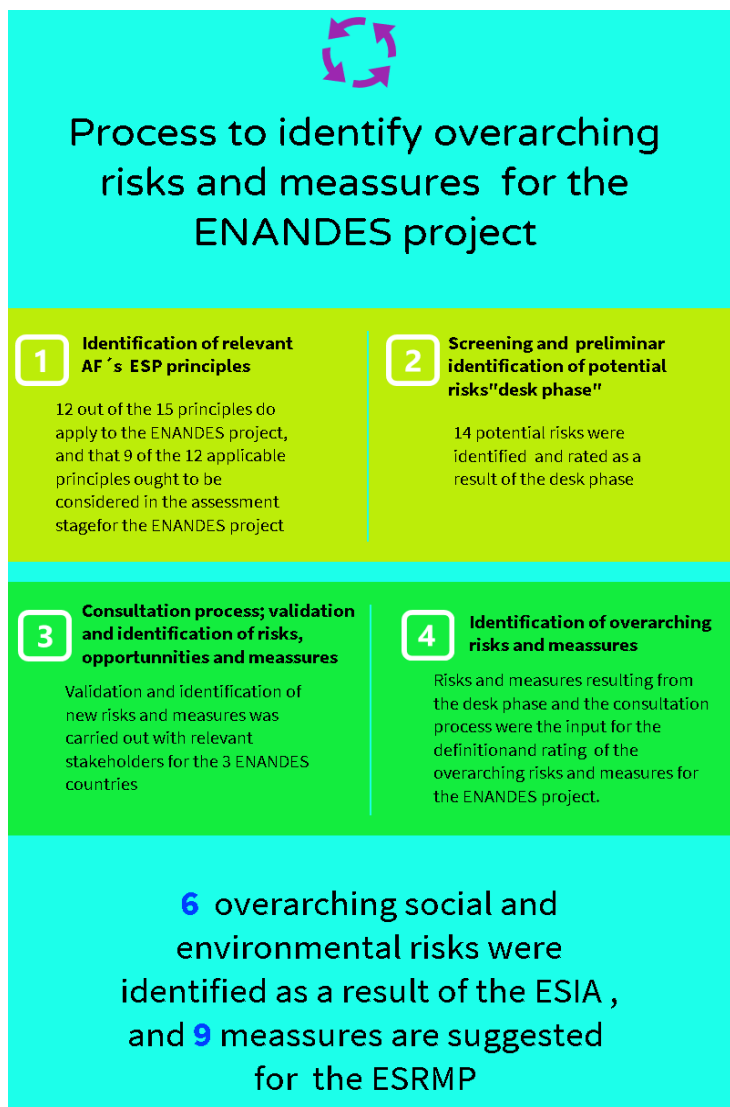 Process to identify overarching
risks and meassures for the
ENANDES project
1
Identification of relevant
AF´s ESP principles
12 out of the 15 principles do
apply to the ENANDES project,
and that 9 of the 12 applicable
principles ought to be
considered in the assessment
stagefor the ENANDES project
2
Screening and preliminar
identification of potential
risks"desk phase"
14 potential risks were
identified and rated as a
result of the desk phase
3
Consultation process; validation
and identification of risks,
opportunnities and meassures
Validation and identification of
new risks and measures was
carried out with relevant
stakeholders for the 3 ENANDES
countries
4
Identification of overarching
risks and meassures
Risks and measures resulting from
the desk phase and the consultation
process were the input for the
definitionand rating of the
overarching risks and measures for
the ENANDES project.
6 overarching social and
environmental risks were
identified as a result of the ESIA ,
and 9 meassures are suggested
for the ESRMP